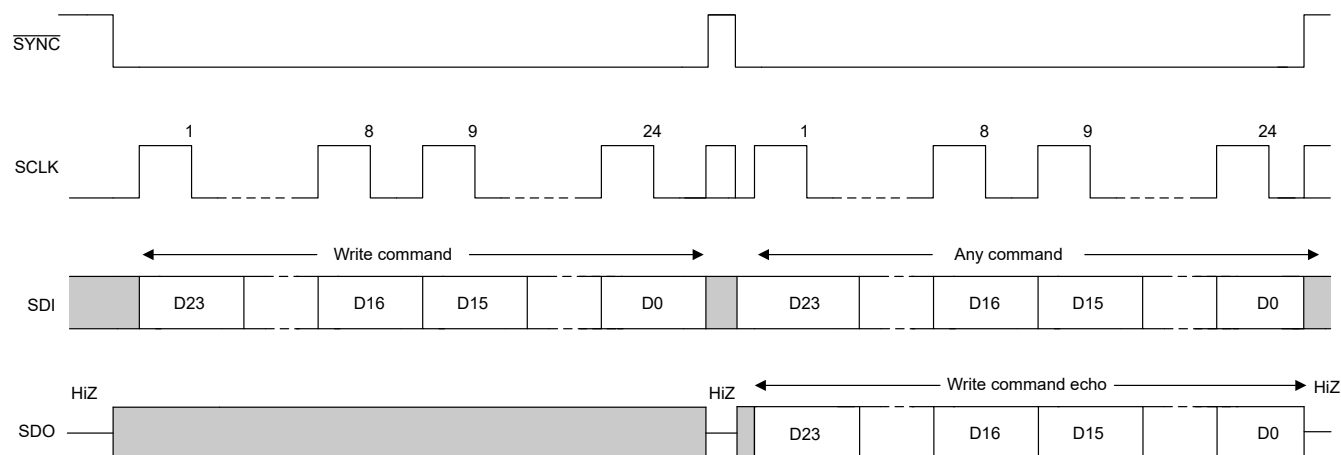 SYNC
1 8 9 24 1 8 9 24
SCLK
Write command Any command
SDI D23 D16 D15 D0 D23 D16 D15 D0
HiZ HiZ Write command echo HiZ
SDO D23 D16 D15 D0